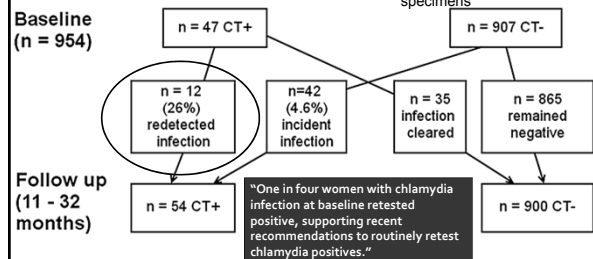 specimens
Baseline
(n = 954)
n = 47 CT+
n = 907 CT-
n = 12
(26%)
redetected
infection
n=42
(4.6%)
incident
infection
n = 35
infection
cleared
n = 865
remained
negative
Follow up
(11 - 32
months)
n = 54 CT+
"One in four women with chlamydia
infection at baseline retested
positive, supporting recent
recommendations to routinely retest
chlamydia positives."
n = 900 CT-